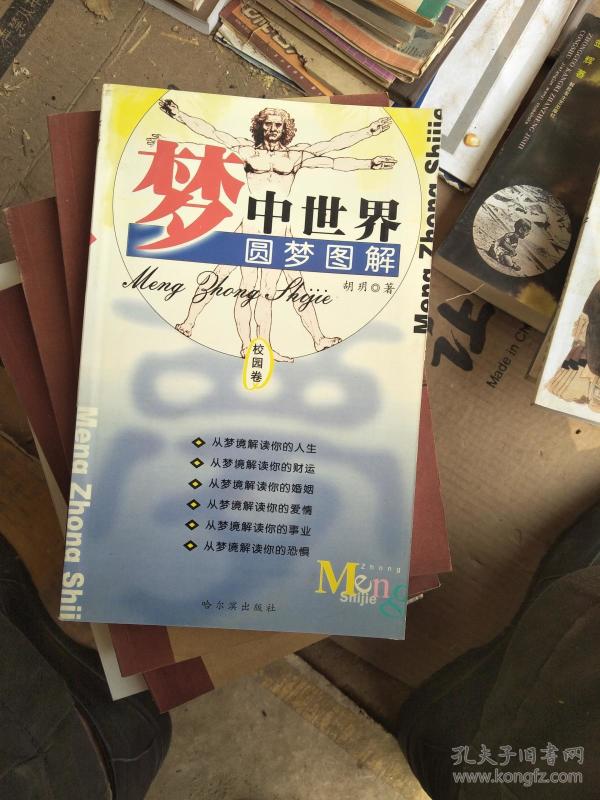 梦中世界
圆梦图解
Meng Zhong Shijie
胡玥◎著
校园卷
从梦境解读你的人生
从梦境解读你的财运
从梦境解读你的婚姻
从梦境解读你的爱情
从梦境解读你的事业
从梦境解读你的恐惧
Meng
Zhong
Shijie
哈尔滨出版社
Meng Zhong Shijie
Meng Zhong Shiji
Made in CH
孔夫子旧书网
www.kongfz.com